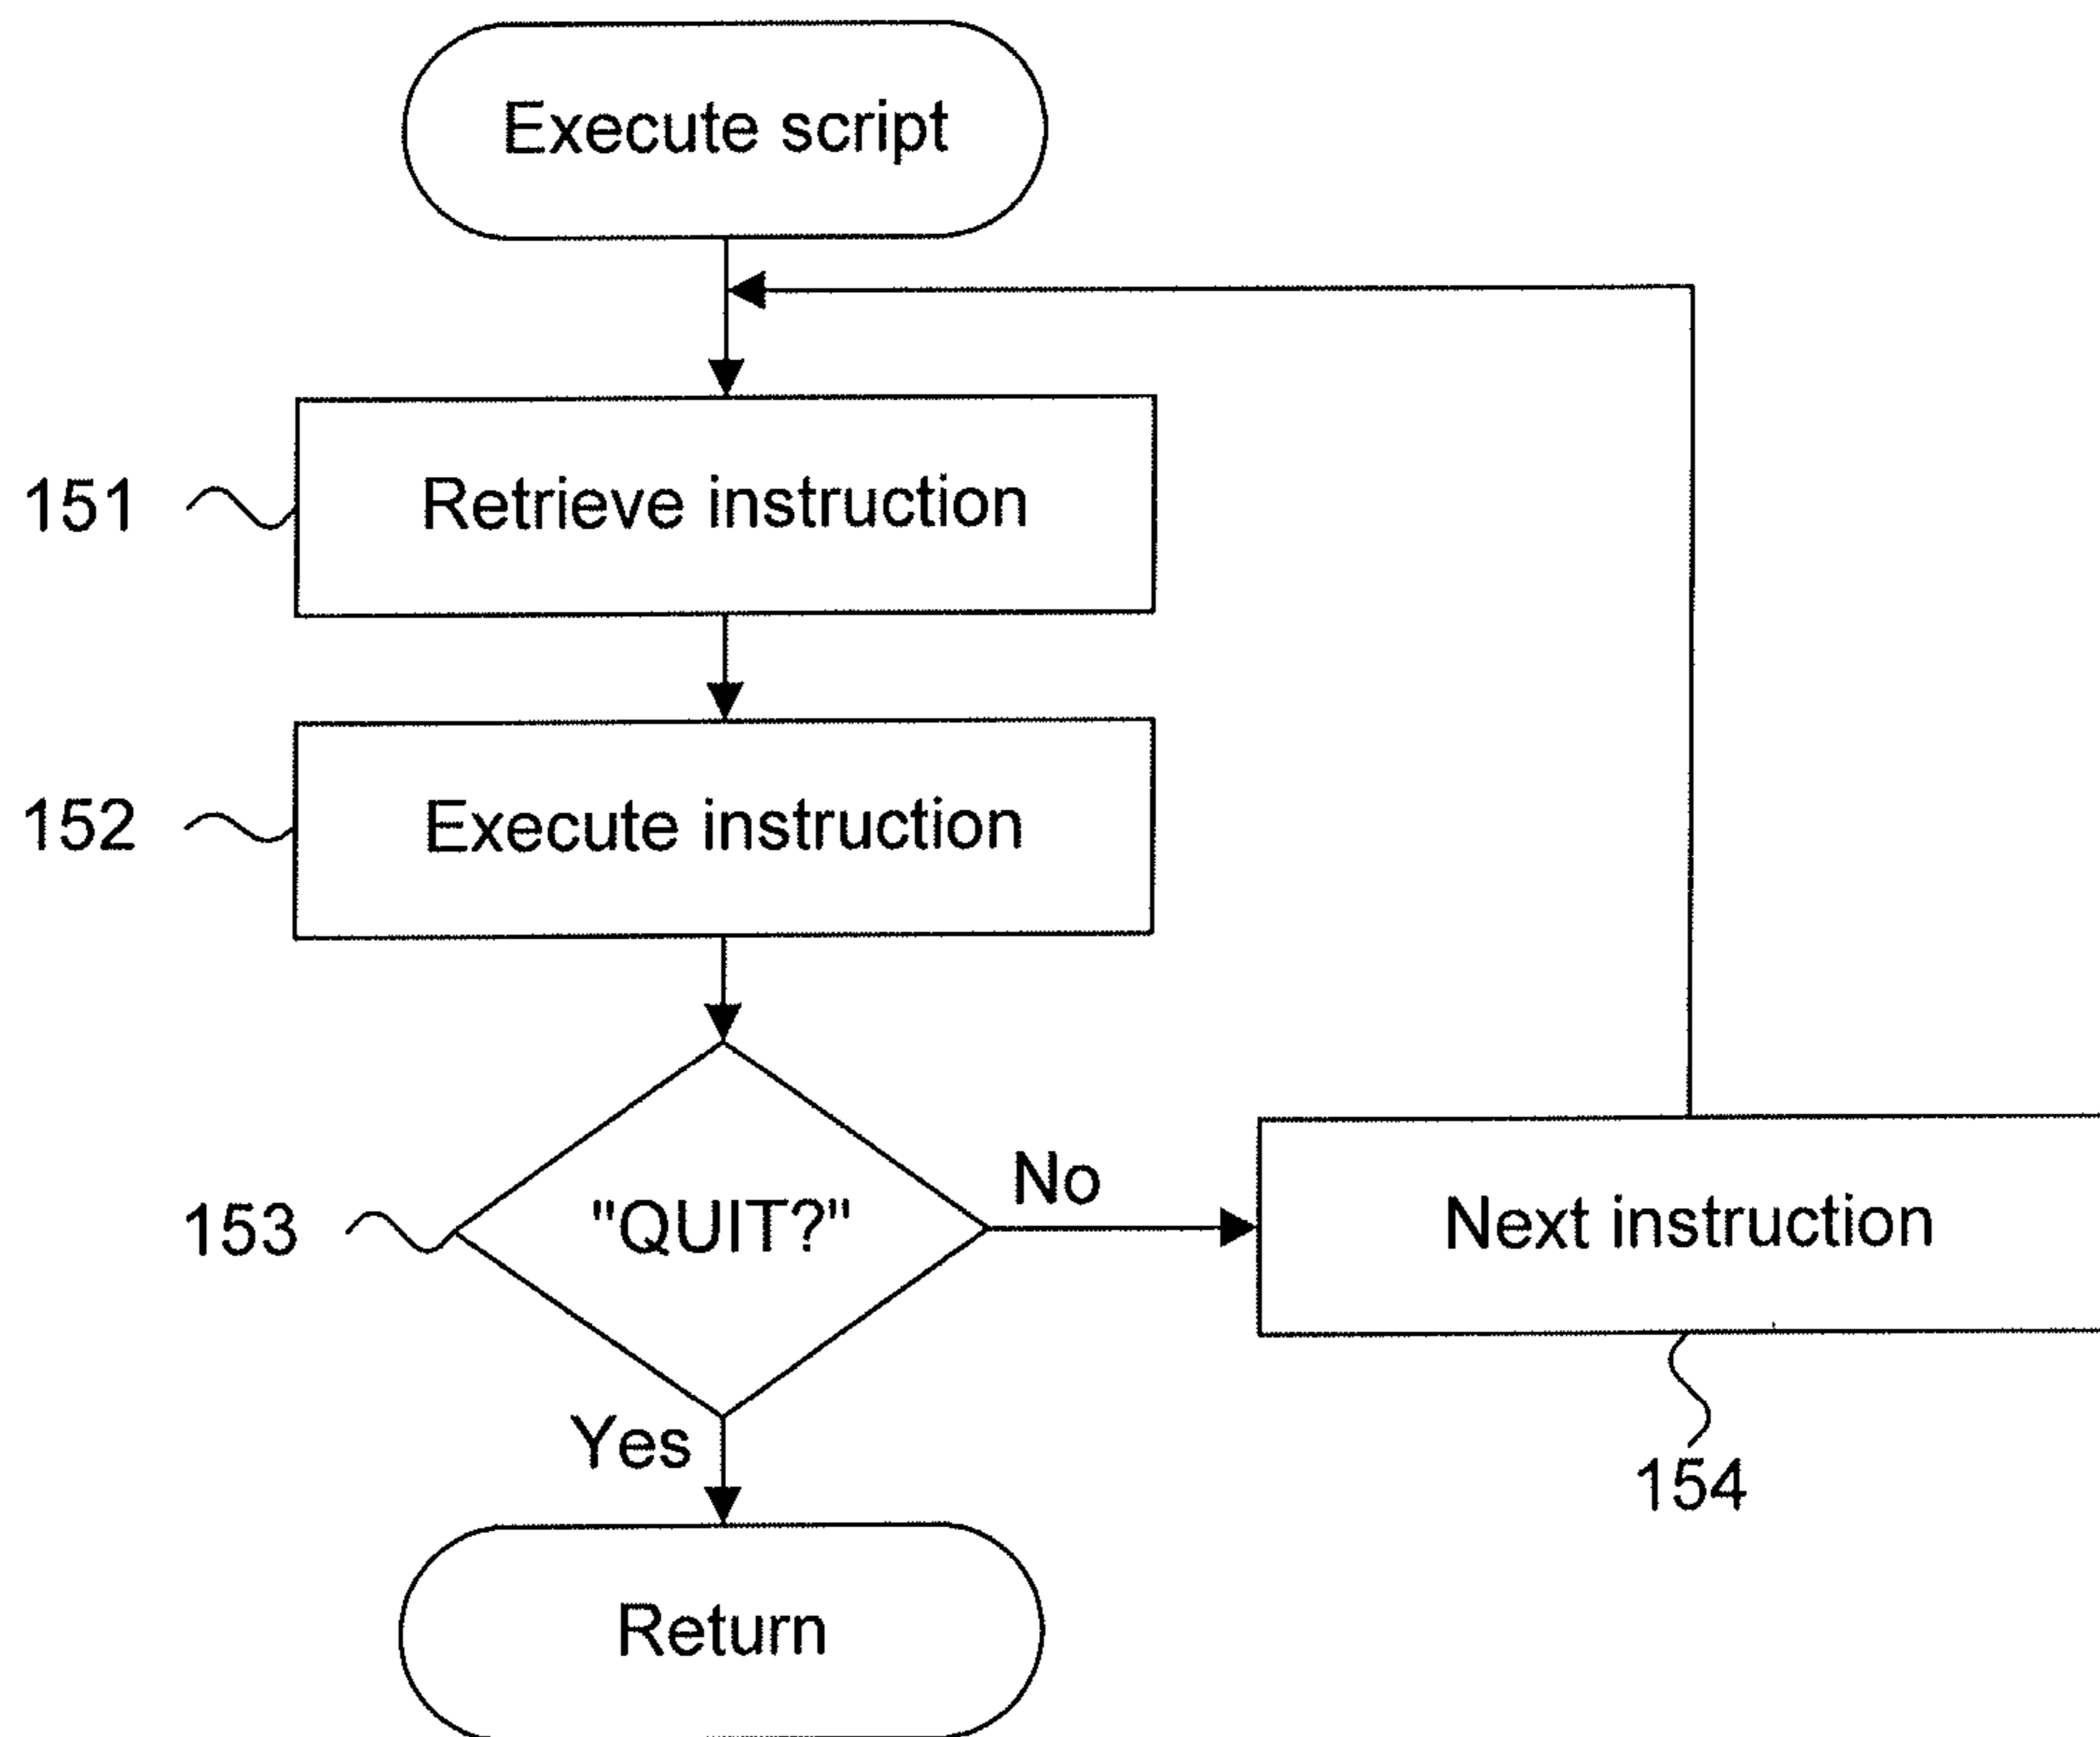 Execute script
151
Retrieve instruction
152
Execute instruction
153
"QUIT?"
No
Next instruction
Yes
154
Return